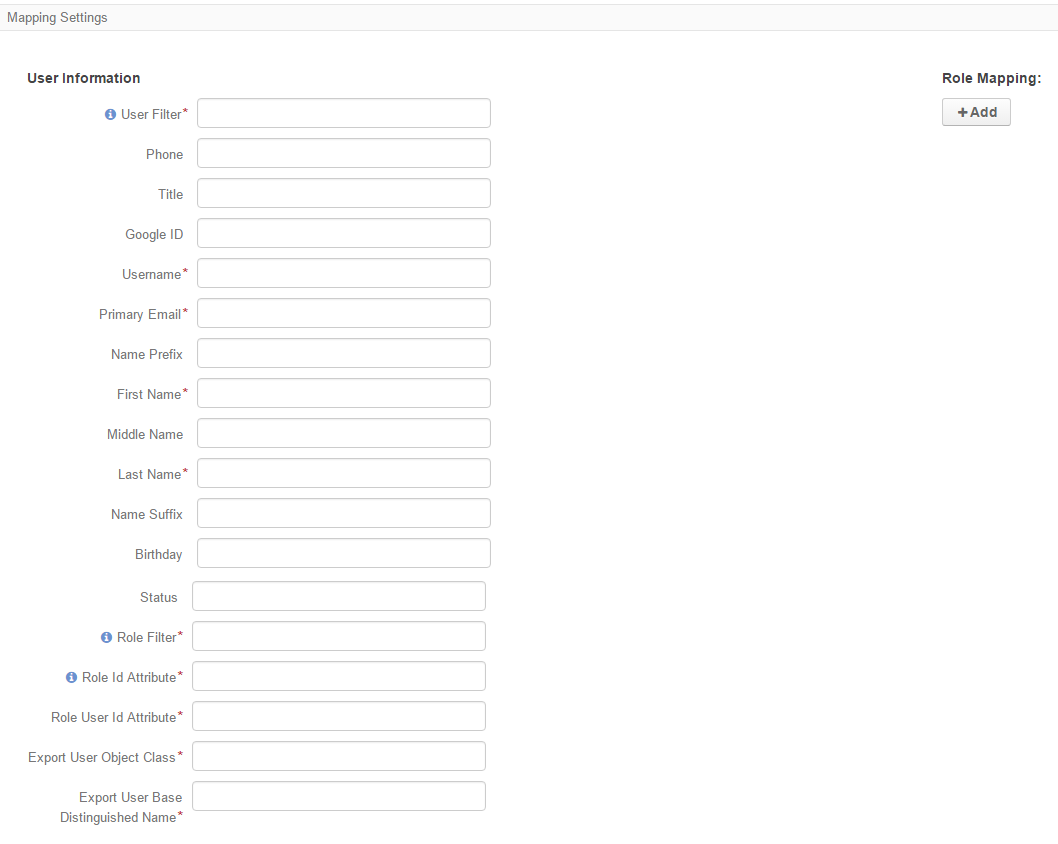 Mapping Settings
User Information
Role Mapping:
User Filter*
+Add
Phone
Title
Google ID
Username*
Primary Email*
Name Prefix
First Name*
Middle Name
Last Name*
Name Suffix
Birthday
Status
Role Filter*
Role Id Attribute*
Role User Id Attribute*
Export User Object Class*
Export User Base
Distinguished Name*